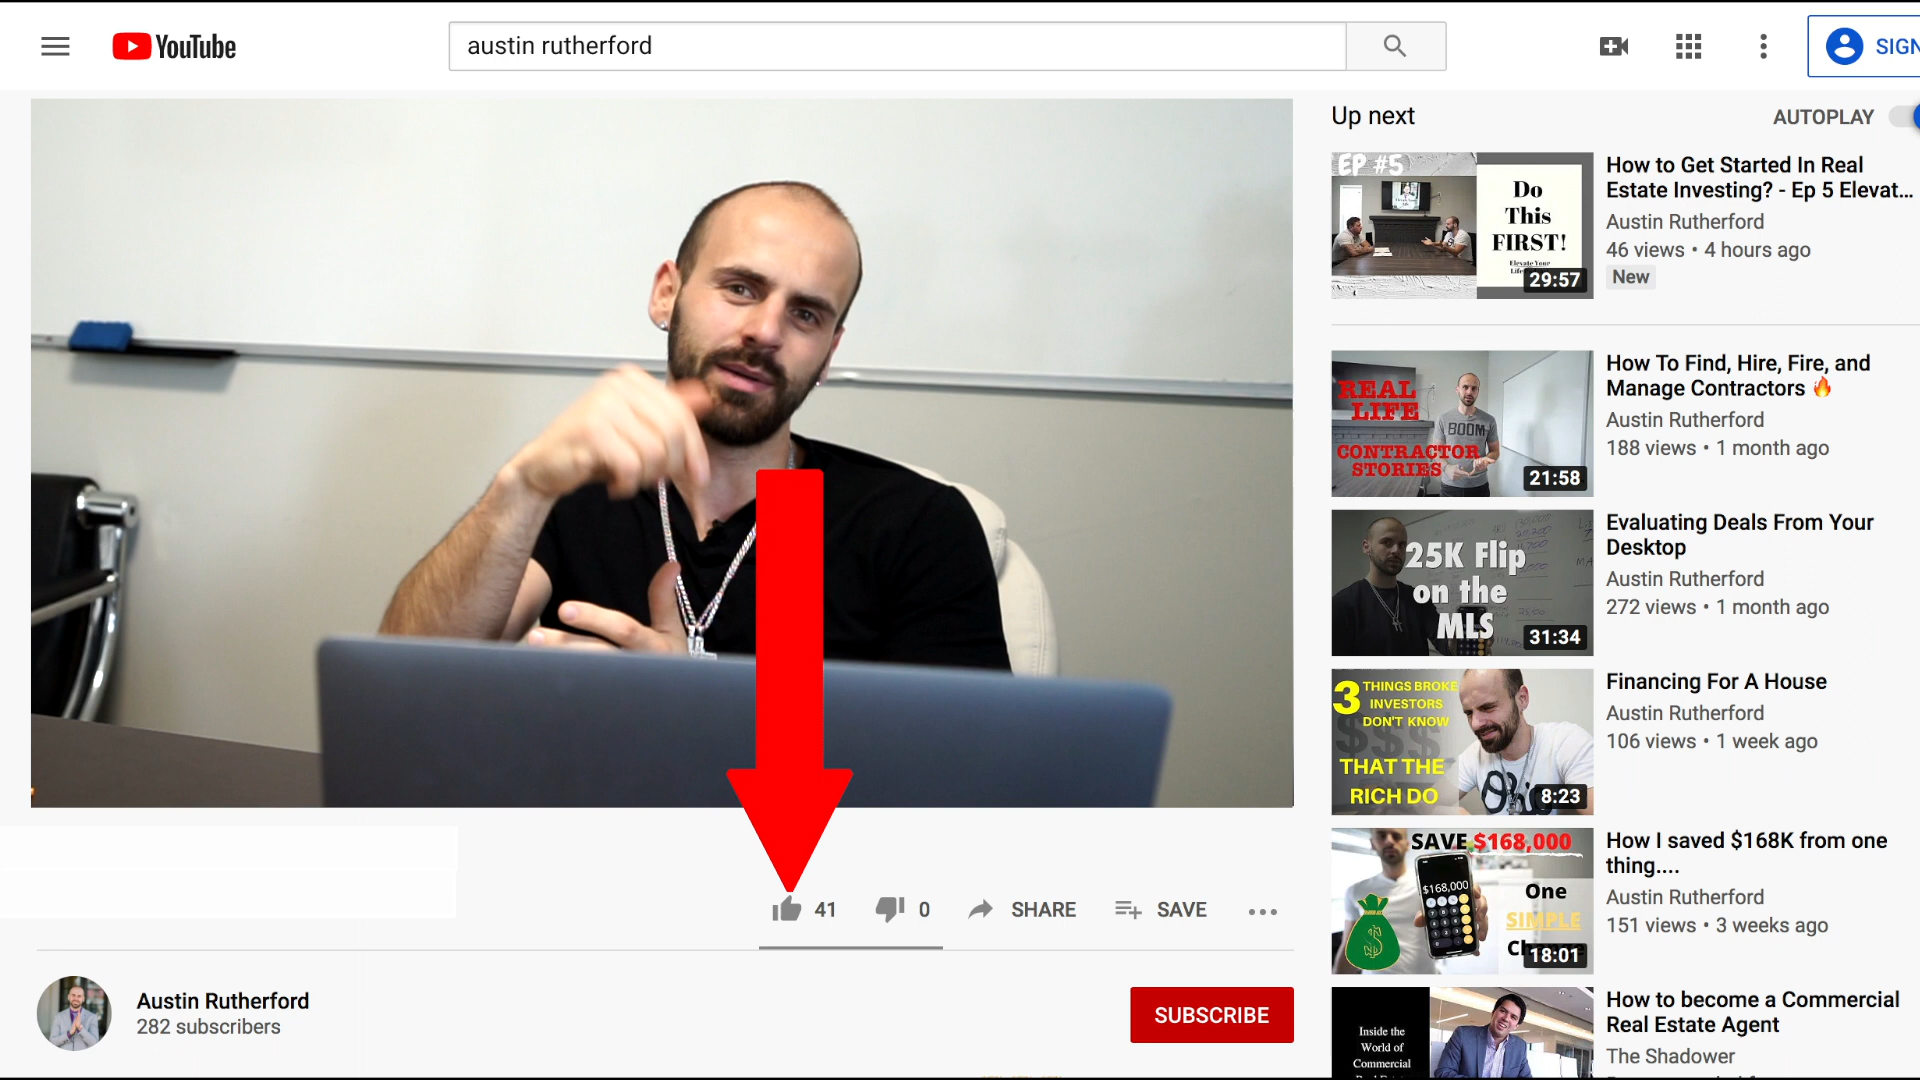 YouTube
austin rutherford
SIGN
Up next
AUTOPLAY
EP #5
Do
This
FIRST!
Elevate Your
29:57
How to Get Started In Real
Estate Investing? - Ep 5 Elevat...
Austin Rutherford
46 views • 4 hours ago
New
REAL
LIFE
CONTRACTOR
STORIES
BOOM
21:58
How To Find, Hire, Fire, and
Manage Contractors 🔥
Austin Rutherford
188 views • 1 month ago
25K Flip
on the
MLS
31:34
Evaluating Deals From Your
Desktop
Austin Rutherford
272 views • 1 month ago
3 THINGS BROKE
INVESTORS
DON'T KNOW
$$$
THAT THE
RICH DO
Ohio
8:23
Financing For A House
Austin Rutherford
106 views • 1 week ago
SAVE $168,000
$168,000
One
SIMPLE
$
18:01
How I saved $168K from one
thing....
Austin Rutherford
151 views • 3 weeks ago
Inside the
World of
Commercial
How to become a Commercial
Real Estate Agent
The Shadower
41
0
SHARE
SAVE
Austin Rutherford
282 subscribers
SUBSCRIBE